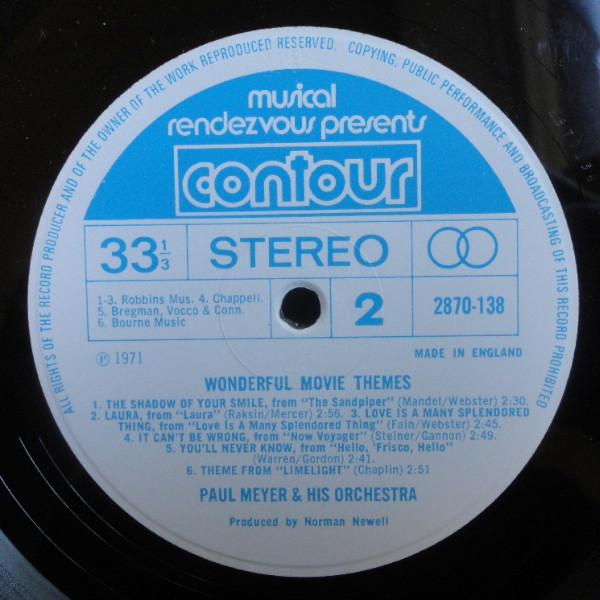 ALL RIGHTS OF THE RECORD PRODUCER AND OF THE OWNER OF THE WORK REPRODUCED RESERVED. COPYING, PUBLIC PERFORMANCE AND BROADCASTING OF THIS RECORD PROHIBITED
musical
rendezvous presents
contour
33 1/3 STEREO
1-3. Robbins Mus. 4. Chappell.
5. Bregman, Vocco & Conn.
6. Bourne Music
2
2870-138
℗ 1971
MADE IN ENGLAND
WONDERFUL MOVIE THEMES
1. THE SHADOW OF YOUR SMILE, from "The Sandpiper" (Mandel/Webster) 2:30.
2. LAURA, from "Laura" (Raksin/Mercer) 2:56. 3. LOVE IS A MANY SPLENDORED
THING, from "Love Is A Many Splendored Thing" (Fain/Webster) 2:45.
4. IT CAN'T BE WRONG, from "Now Voyager" (Steiner/Gannon) 2:49.
5. YOU'LL NEVER KNOW, from "Hello, 'Frisco, Hello"
(Warren/Gordon) 2:41.
6. THEME FROM "LIMELIGHT" (Chaplin) 2:51
PAUL MEYER & HIS ORCHESTRA
Produced by Norman Newell